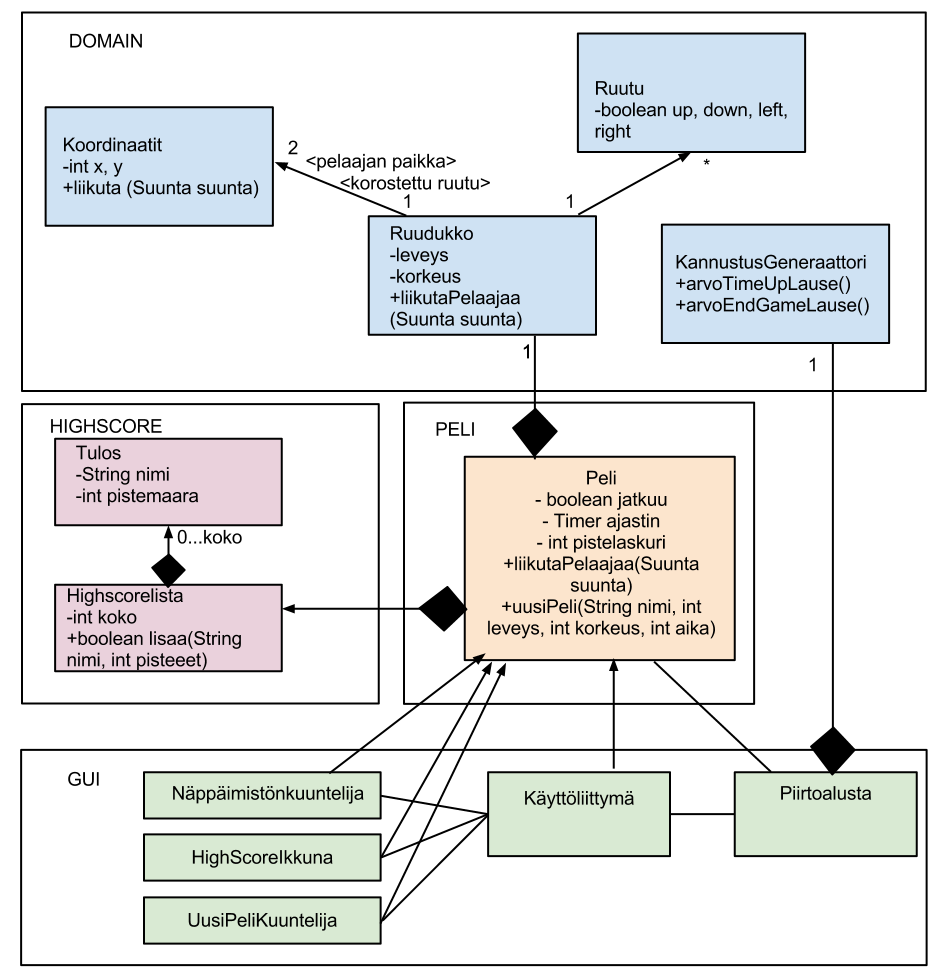 DOMAIN
Ruutu
-boolean up, down, left,
right
Koordinaatit
-int x, y
+liikuta (Suunta suunta)
2
<pelaajan paikka>
<korostettu ruutu>
*
1
1
Ruudukko
-leveys
-korkeus
+liikutaPelaajaa
(Suunta suunta)
KannustusGeneraattori
+arvoTimeUpLause()
+arvoEndGameLause()
1
1
HIGHSCORE
Tulos
-String nimi
-int pistemaara
0...koko
Highscorelista
-int koko
+boolean lisaa(String
nimi, int pisteeet)
PELI
Peli
- boolean jatkuu
- Timer ajastin
- int pistelaskuri
+liikutaPelaajaa(Suunta
suunta)
+uusiPeli(String nimi, int
leveys, int korkeus, int aika)
GUI
Näppäimistönkuuntelija
HighScoreIkkuna
UusiPeliKuuntelija
Käyttöliittymä
Piirtoalusta